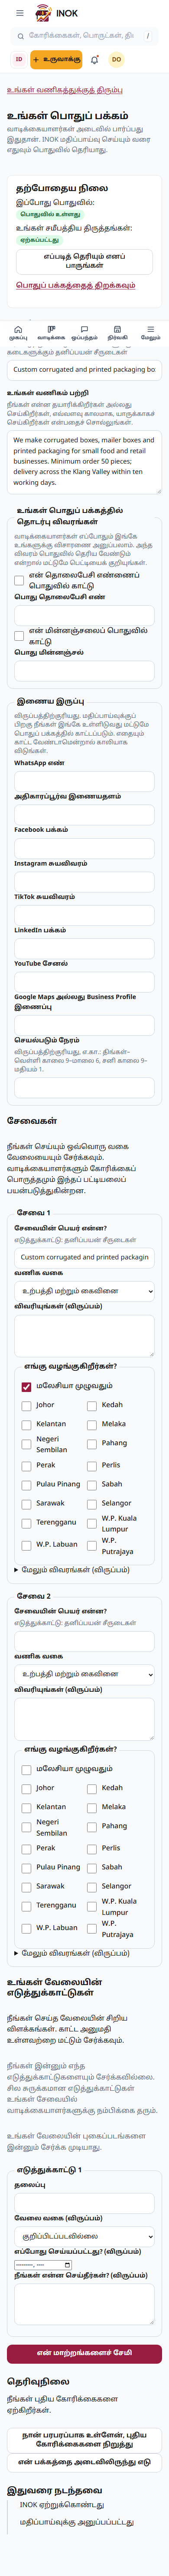 INOK
கோரிக்கைகள், பொருட்கள், நி
/
ID
+ உருவாக்கு
DO
உங்கள் வணிகத்துக்குத் திரும்பு
உங்கள் பொதுப் பக்கம்
வாடிக்கையாளர்கள் அடைவில் பார்ப்பது
இதுதான். INOK மதிப்பாய்வு செய்யும் வரை
எதுவும் பொதுவில் தெரியாது.
தற்போதைய நிலை
இப்போது பொதுவில்:
பொதுவில் உள்ளது
உங்கள் சமீபத்திய திருத்தங்கள்:
ஏற்கப்பட்டது
எப்படித் தெரியும் எனப்
பாருங்கள்
பொதுப் பக்கத்தைத் திறக்கவும்
முகப்பு
வாடிக்கை
ஒப்பந்தம்
நிர்வகி
மேலும்
கடைகளுக்கும் தனிப்பயன் சரீசைகள்
Custom corrugated and printed packaging bo
உங்கள் வணிகம் பற்றி
நீங்கள் என்ன தயாரிக்கிறீர்கள் அல்லது
செய்கிறீர்கள், எவ்வளவு காலமாக, யாருக்காகச்
செய்கிறீர்கள் என்பதைச் சொல்லுங்கள்.
We make corrugated boxes, mailer boxes and
printed packaging for small food and retail
businesses. Minimum order 50 pieces;
delivery across the Klang Valley within ten
working days.
உங்கள் பொதுப் பக்கத்தில்
தொடர்பு விவரங்கள்
வாடிக்கையாளர்கள் எப்போதும் இங்கே
உங்களுக்கு விசாரணை அனுப்பலாம். அந்த
விவரம் பொதுவில் தெரிய வேண்டும்
என்றால் மட்டுமே பெட்டியைக் குறியுங்கள்.
என் தொலைபேசி எண்ணைப்
பொதுவில் காட்டு
பொது தொலைபேசி எண்
என் மின்னஞ்சலைப் பொதுவில்
காட்டு
பொது மின்னஞ்சல்
இணைய இருப்பு
விருப்பத்திற்குரியது. மதிப்பாய்வுக்குப்
பிறகு நீங்கள் இங்கே உள்ளிடுவது மட்டுமே
பொதுப் பக்கத்தில் காட்டப்படும். எதையும்
காட்ட வேண்டாமென்றால் காலியாக
விடுங்கள்.
WhatsApp எண்
அதிகாரப்பூர்வ இணையதளம்
Facebook பக்கம்
Instagram சுயவிவரம்
TikTok சுயவிவரம்
LinkedIn பக்கம்
YouTube சேனல்
Google Maps அல்லது Business Profile
இணைப்பு
செயல்படும் நேரம்
விருப்பத்திற்குரியது, எ.கா.: திங்கள்–
வெள்ளி காலை 9–மாலை 6, சனி காலை 9–
மதியம் 1.
சேவைகள்
நீங்கள் செய்யும் ஒவ்வொரு வகை
வேலையையும் சேர்க்கவும்.
வாடிக்கையாளர்களின் கோரிக்கைப்
பொருத்தமும் இந்தப் பட்டியலைப்
பயன்படுத்துகின்றன.
சேவை 1
சேவையின் பெயர் என்ன?
எடுத்துக்காட்டு: தனிப்பயன் சரீசைகள்
Custom corrugated and printed packagin
வணிக வகை
உற்பத்தி மற்றும் கைவினை
விவரியுங்கள் (விருப்பம்)
எங்கு வழங்குகிறீர்கள்?
மலேசியா முழுவதும்
Johor
Kedah
Kelantan
Melaka
Negeri
Sembilan
Pahang
Perak
Perlis
Pulau Pinang
Sabah
Sarawak
Selangor
Terengganu
W.P. Kuala
Lumpur
W.P. Labuan
W.P.
Putrajaya
மேலும் விவரங்கள் (விருப்பம்)
சேவை 2
சேவையின் பெயர் என்ன?
எடுத்துக்காட்டு: தனிப்பயன் சரீசைகள்
வணிக வகை
உற்பத்தி மற்றும் கைவினை
விவரியுங்கள் (விருப்பம்)
எங்கு வழங்குகிறீர்கள்?
மலேசியா முழுவதும்
Johor
Kedah
Kelantan
Melaka
Negeri
Sembilan
Pahang
Perak
Perlis
Pulau Pinang
Sabah
Sarawak
Selangor
Terengganu
W.P. Kuala
Lumpur
W.P. Labuan
W.P.
Putrajaya
மேலும் விவரங்கள் (விருப்பம்)
உங்கள் வேலையின்
எடுத்துக்காட்டுகள்
நீங்கள் செய்த வேலையின் சிறிய
விளக்கங்கள். காட்ட அனுமதி
உள்ளவற்றை மட்டும் சேர்க்கவும்.
நீங்கள் இன்னும் எந்த
எடுத்துக்காட்டுகளையும் சேர்க்கவில்லை.
சில சுருக்கமான எடுத்துக்காட்டுகள்
உங்கள் சேவையில்
வாடிக்கையாளர்களுக்கு நம்பிக்கை தரும்.
உங்கள் வேலையின் புகைப்படங்களை
இன்னும் சேர்க்க முடியாது.
எடுத்துக்காட்டு 1
தலைப்பு
வேலை வகை (விருப்பம்)
குறிப்பிடப்படவில்லை
எப்போது செய்யப்பட்டது? (விருப்பம்)
நீங்கள் என்ன செய்தீர்கள்? (விருப்பம்)
என் மாற்றங்களைச் சேமி
தெரிவுநிலை
நீங்கள் புதிய கோரிக்கைகளை
ஏற்கிறீர்கள்.
நான் பரபரப்பாக உள்ளேன், புதிய
கோரிக்கைகளை நிறுத்து
என் பக்கத்தை அடைவிலிருந்து எடு
இதுவரை நடந்தவை
INOK ஏற்றுக்கொண்டது
மதிப்பாய்வுக்கு அனுப்பப்பட்டது